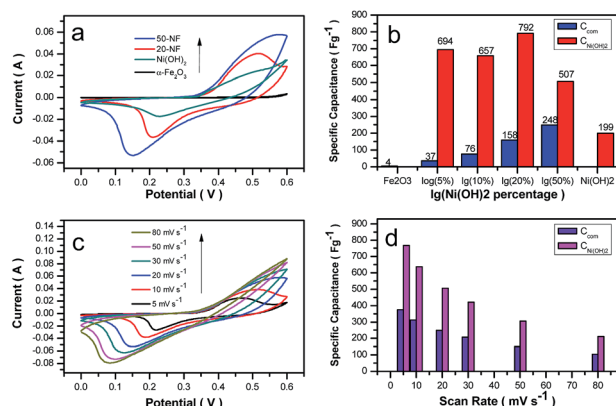 a
Current ( A )
0.06
0.04
0.02
0.00
-0.02
-0.04
-0.06
50-NF
20-NF
Ni(OH)2
α-Fe2O3
0.0 0.1 0.2 0.3 0.4 0.5 0.6
Potential ( V )
b
Specific Capacitance ( Fg-1)
900
800
700
600
500
400
300
200
100
0
Ccom
CNi(OH)2
4
37
694
76
657
158
792
248
507
199
Fe2O3 log(5%) lg(10%) lg(20%) lg(50%) Ni(OH)2
lg(Ni(OH)2 percentage )
c
Current ( A )
0.14
0.12
0.10
0.08
0.06
0.04
0.02
0.00
-0.02
-0.04
-0.06
-0.08
80 mV s-1
50 mV s-1
30 mV s-1
20 mV s-1
10 mV s-1
5 mV s-1
0.0 0.1 0.2 0.3 0.4 0.5 0.6
Potential ( V )
d
Specific Capacitance ( Fg-1)
900
800
700
600
500
400
300
200
100
0
Ccom
CNi(OH)2
0 10 20 30 40 50 60 70 80
Scan Rate ( mV s-1)